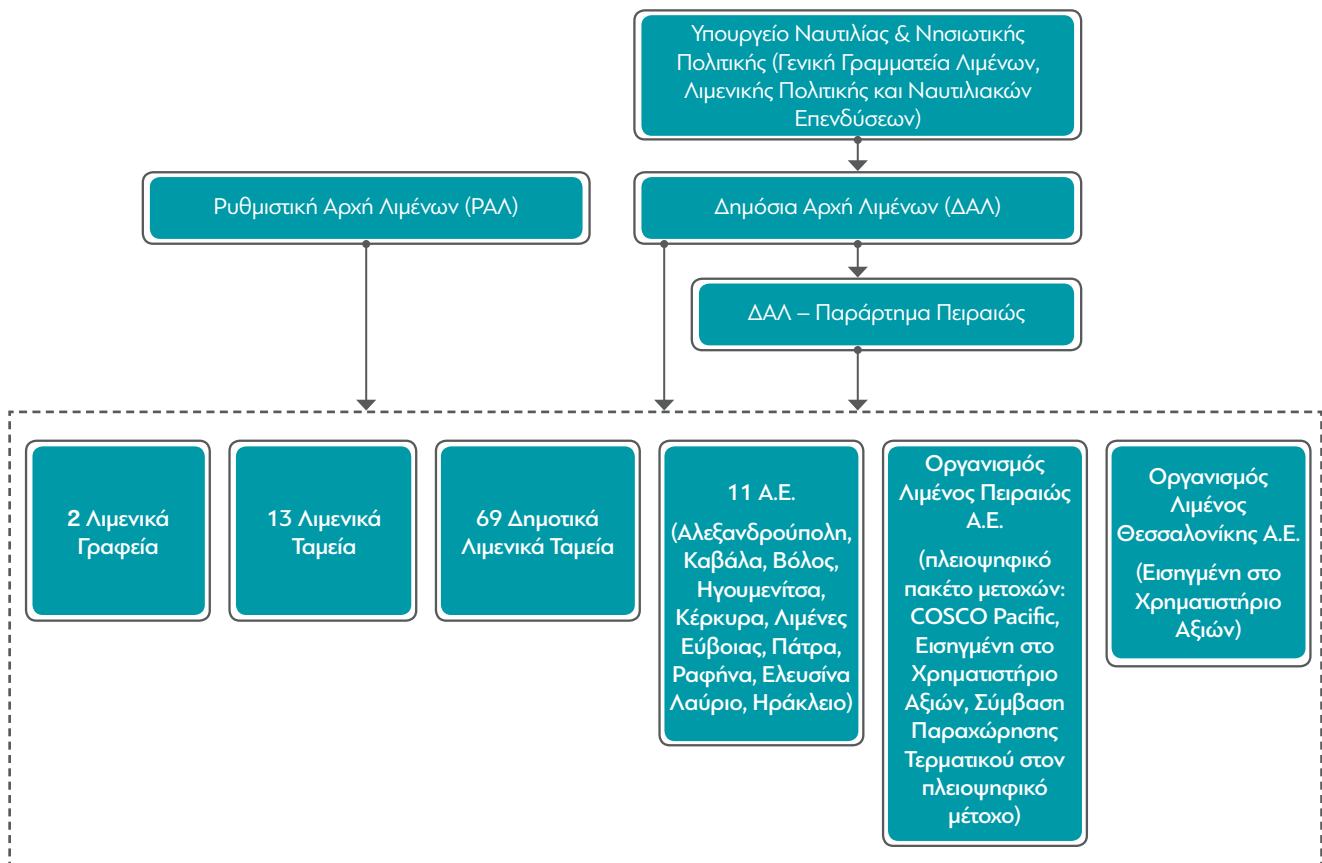 Υπουργείο Ναυτιλίας & Νησιωτικής
Πολιτικής (Γενική Γραμματεία Λιμένων,
Λιμενικής Πολιτικής και Ναυτιλιακών
Επενδύσεων)
Ρυθμιστική Αρχή Λιμένων (ΡΑΛ)
Δημόσια Αρχή Λιμένων (ΔΑΛ)
ΔΑΛ – Παράρτημα Πειραιώς
2 Λιμενικά
Γραφεία
13 Λιμενικά
Ταμεία
69 Δημοτικά
Λιμενικά Ταμεία
11 Α.Ε.
(Αλεξανδρούπολη,
Καβάλα, Βόλος,
Ηγουμενίτσα,
Κέρκυρα, Λιμένες
Εύβοιας, Πάτρα,
Ραφήνα, Ελευσίνα
Λαύριο, Ηράκλειο)
Οργανισμός
Λιμένος Πειραιώς
Α.Ε.
(πλειοψηφικό
πακέτο μετοχών:
COSCO Pacific,
Εισηγμένη στο
Χρηματιστήριο
Αξιών, Σύμβαση
Παραχώρησης
Τερματικού στον
πλειοψηφικό
μέτοχο)
Οργανισμός
Λιμένος
Θεσσαλονίκης Α.Ε.
(Εισηγμένη στο
Χρηματιστήριο
Αξιών)